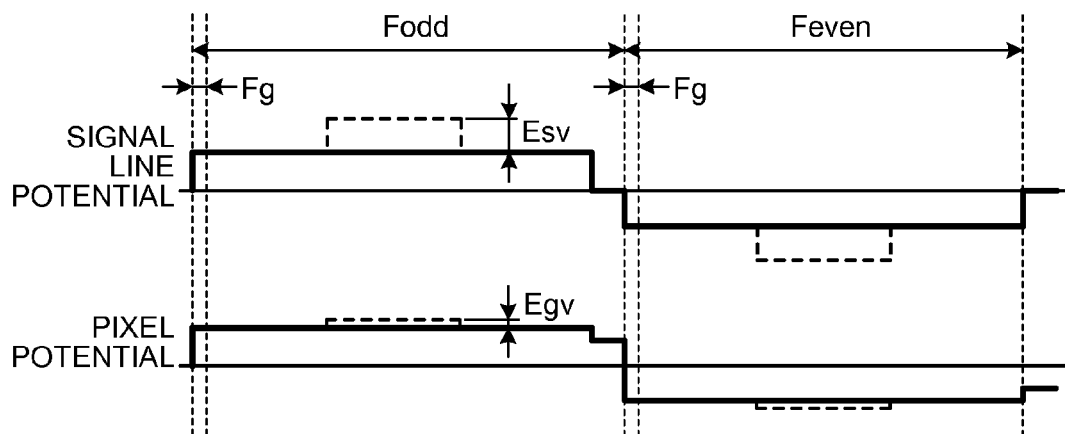 Fodd
Feven
Fg
Fg
Esv
SIGNAL
LINE
POTENTIAL
Egv
PIXEL
POTENTIAL